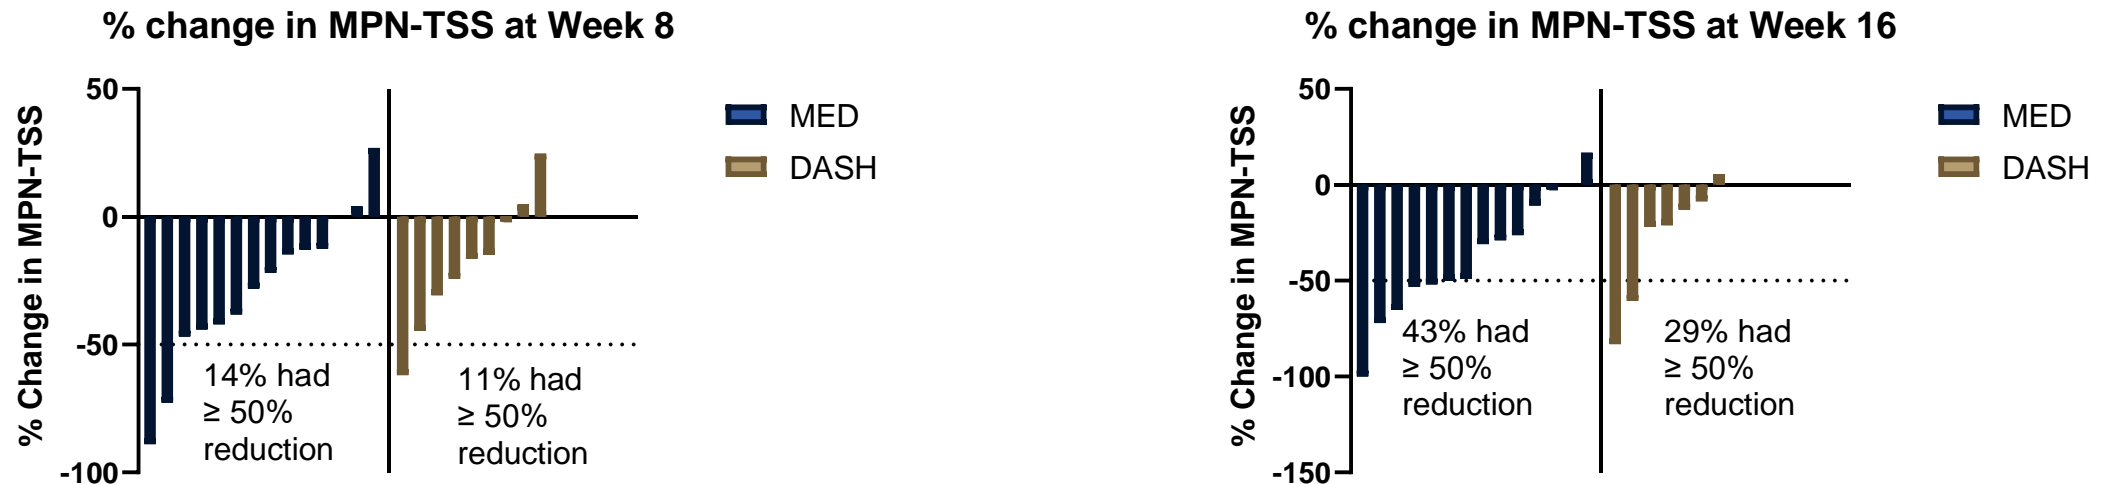 % change in MPN-TSS at Week 8
% Change in MPN-TSS
50
0
-50
-100
14% had
≥ 50%
reduction
11% had
≥ 50%
reduction
MED
DASH
% change in MPN-TSS at Week 16
% Change in MPN-TSS
50
0
-50
-100
-150
43% had
≥ 50%
reduction
29% had
≥ 50%
reduction
MED
DASH